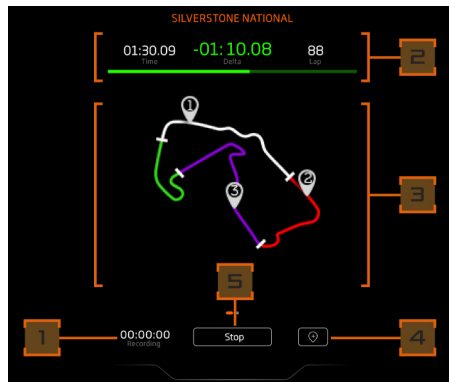 SILVERSTONE NATIONAL
01:30.09 -01:10.08 88
Time Delta Lap
2
1
2
3
3
5
1
00:00:00
Recording
Stop
4